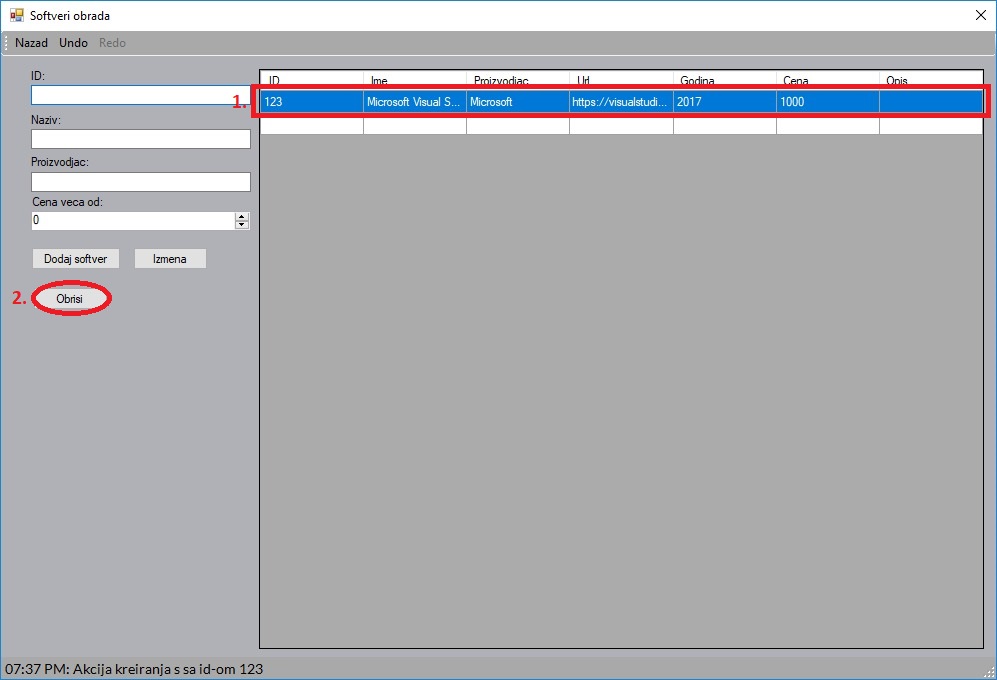 Softveri obrada
Nazad Undo Redo
ID:
1.
Naziv:
Proizvodjac:
Cena veca od:
0
Dodaj softver Izmena
2. Obrisi
ID Ime Proizvodjac Url Godina Cena Opis
123 Microsoft Visual S... Microsoft https://visualstudi... 2017 1000
07:37 PM: Akcija kreiranja s sa id-om 123